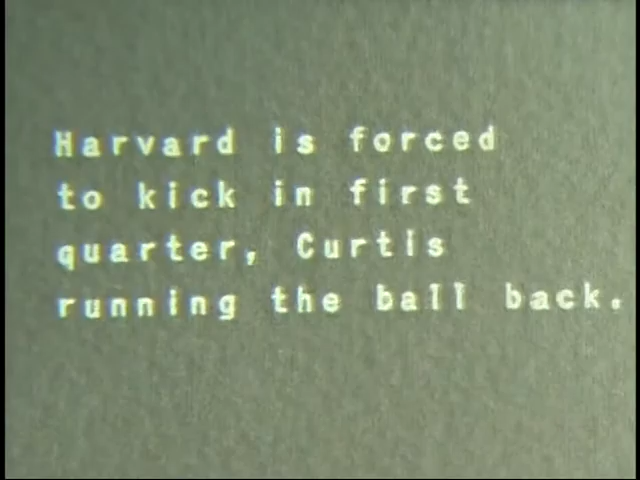 Harvard is forced
to kick in first
quarter, Curtis
running the ball back.